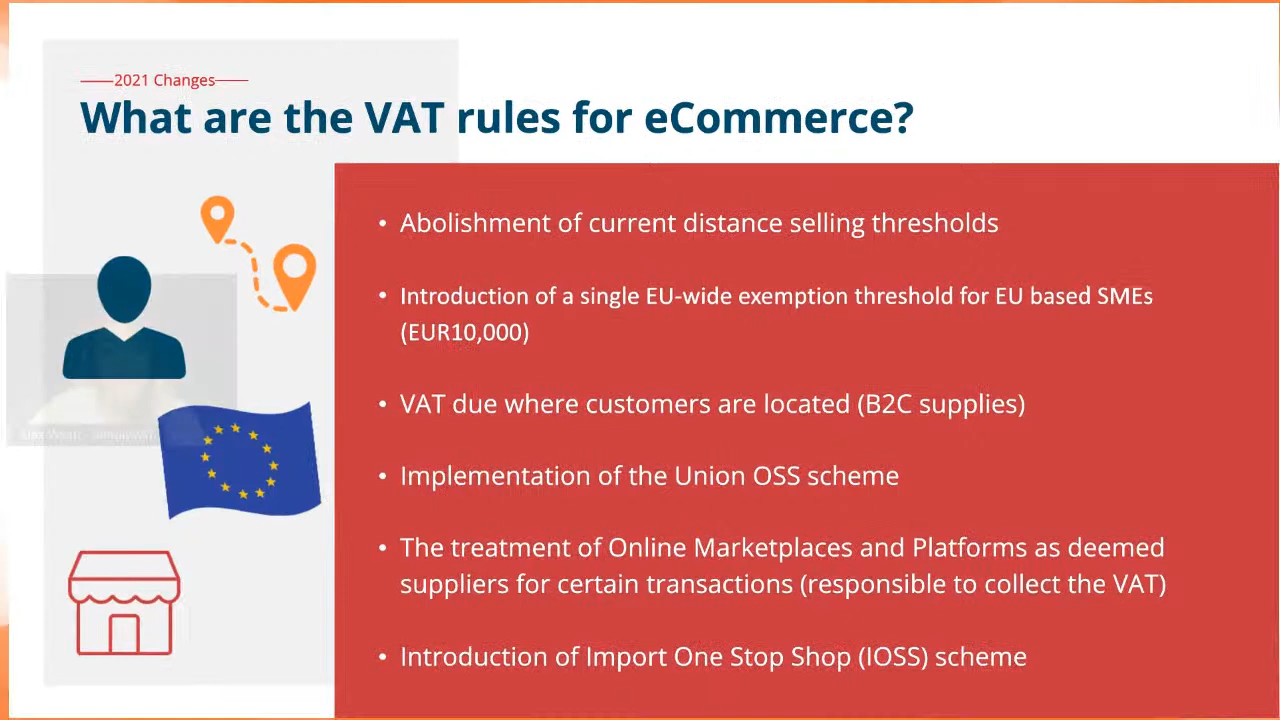 2021 Changes
What are the VAT rules for eCommerce?
• Abolishment of current distance selling thresholds
• Introduction of a single EU-wide exemption threshold for EU based SMEs
(EUR10,000)
• VAT due where customers are located (B2C supplies)
• Implementation of the Union OSS scheme
• The treatment of Online Marketplaces and Platforms as deemed
suppliers for certain transactions (responsible to collect the VAT)
• Introduction of Import One Stop Shop (IOSS) scheme